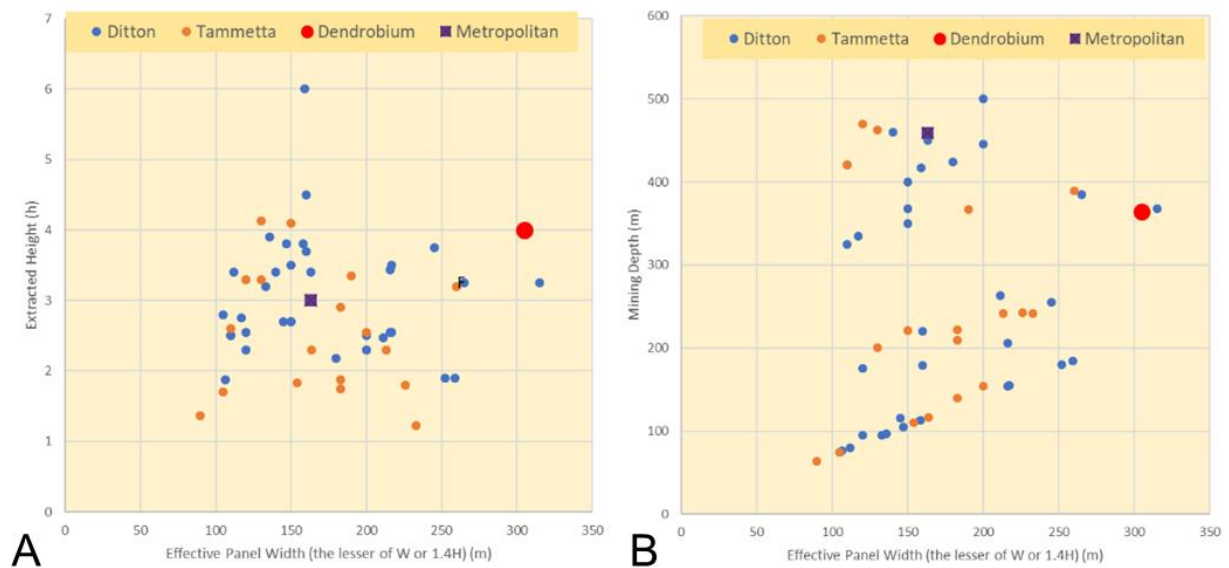 Ditton Tammetta Dendrobium Metropolitan
7
6
5
4
3
2
1
0
Extracted Height (h)
F
0 50 100 150 200 250 300 350
Effective Panel Width (the lesser of W or 1.4H) (m)
A
Ditton Tammetta Dendrobium Metropolitan
600
500
400
300
200
100
0
Mining Depth (m)
0 50 100 150 200 250 300 350
Effective Panel Width (the lesser of W or 1.4H) (m)
B